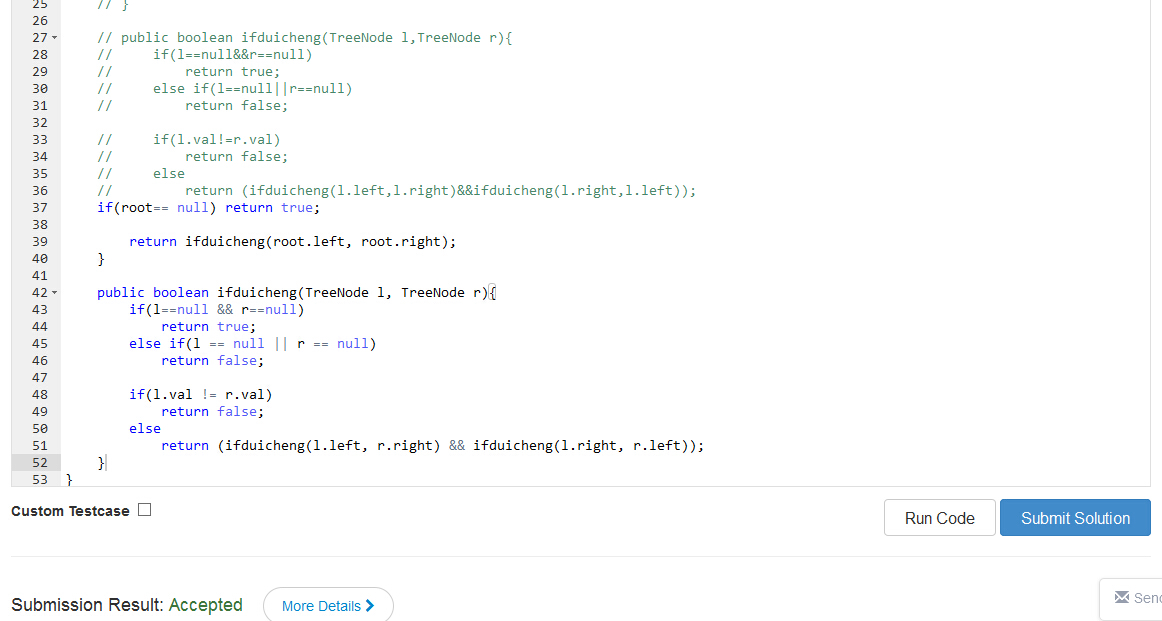 25 // }
26
27 // public boolean ifduicheng(TreeNode l,TreeNode r){
28 // if(l==null&&r==null)
29 // return true;
30 // else if(l==null||r==null)
31 // return false;
32
33 // if(l.val!=r.val)
34 // return false;
35 // else
36 // return (ifduicheng(l.left,l.right)&&ifduicheng(l.right,l.left));
37 if(root== null) return true;
38
39 return ifduicheng(root.left, root.right);
40 }
41
42 public boolean ifduicheng(TreeNode l, TreeNode r){
43 if(l==null && r==null)
44 return true;
45 else if(l == null || r == null)
46 return false;
47
48 if(l.val != r.val)
49 return false;
50 else
51 return (ifduicheng(l.left, r.right) && ifduicheng(l.right, r.left));
52 }
53 }
Custom Testcase
Run Code
Submit Solution
Submission Result: Accepted
More Details